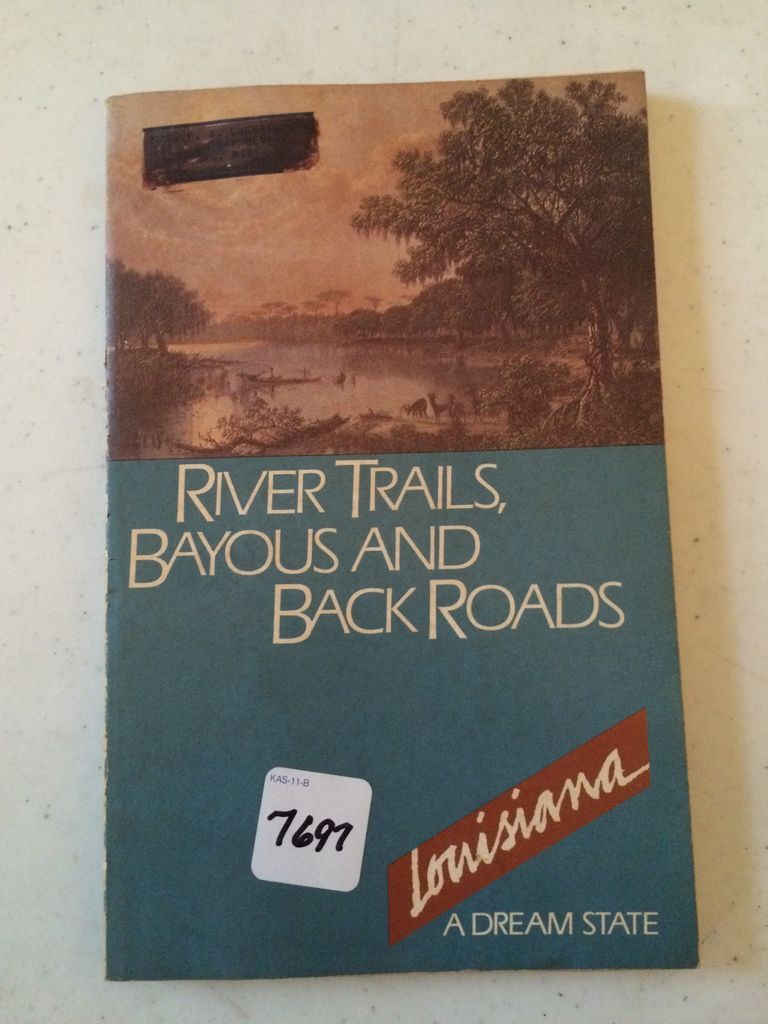 RIVER TRAILS,
BAYOUS AND
BACK ROADS
KAS-11-B
7697
Louisiana
A DREAM STATE